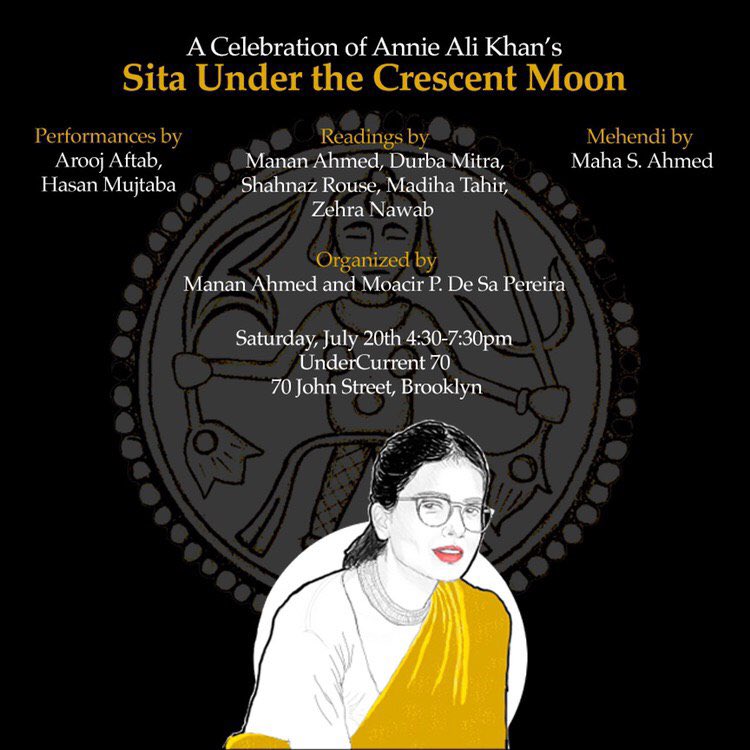 A Celebration of Annie Ali Khan's
Sita Under the Crescent Moon
Performances by
Arooj Aftab,
Hasan Mujtaba
Readings by
Manan Ahmed, Durba Mitra,
Shahnaz Rouse, Madiha Tahir,
Zehra Nawab
Mehendi by
Maha S. Ahmed
Organized by
Manan Ahmed and Moacir P. De Sa Pereira
Saturday, July 20th 4:30-7:30pm
UnderCurrent 70
70 John Street, Brooklyn